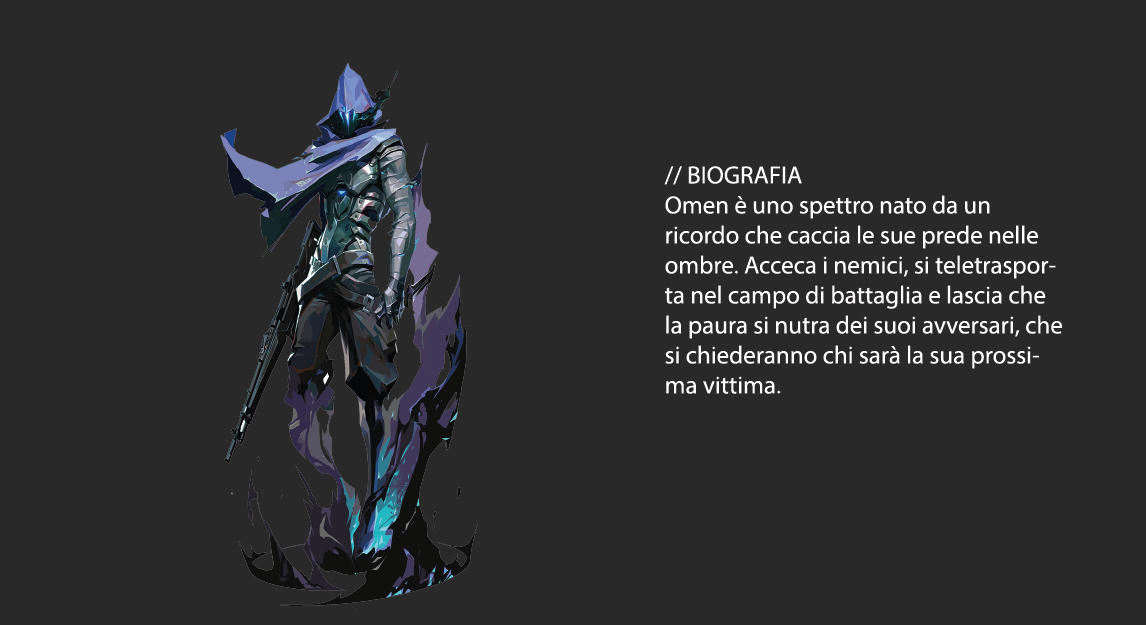 // BIOGRAFIA
Omen è uno spettro nato da un
ricordo che caccia le sue prede nelle
ombre. Acceca i nemici, si teletraspor-
ta nel campo di battaglia e lascia che
la paura si nutra dei suoi avversari, che
si chiederanno chi sarà la sua prossi-
ma vittima.